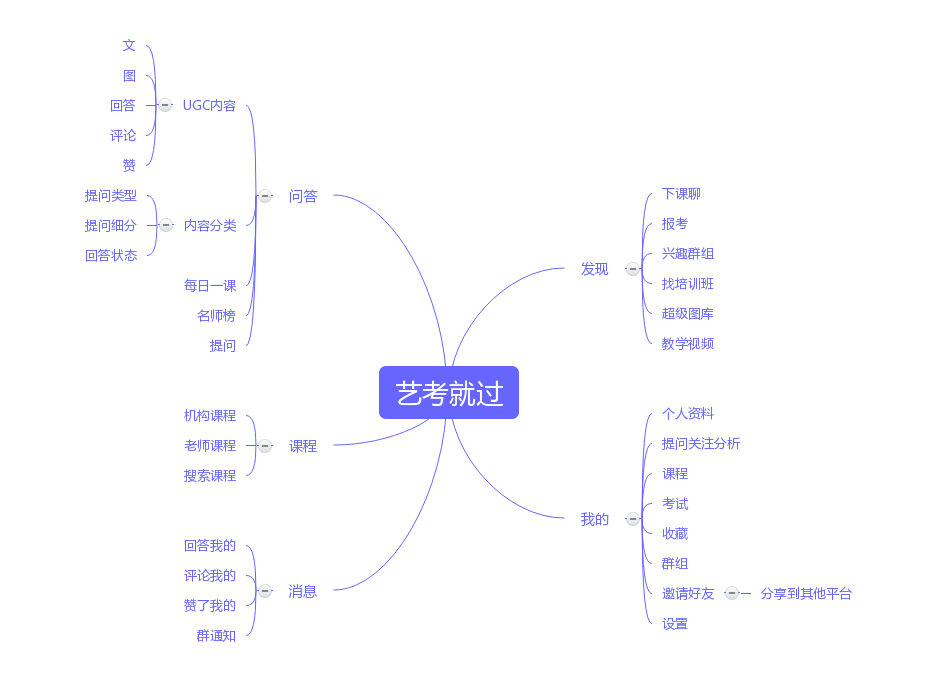 艺考就过
问答
UGC内容
文
图
回答
评论
赞
内容分类
提问类型
提问细分
回答状态
每日一课
名师榜
提问
课程
机构课程
老师课程
搜索课程
消息
回答我的
评论我的
赞了我的
群通知
发现
下课聊
报考
兴趣群组
找培训班
超级图库
教学视频
我的
个人资料
提问关注分析
课程
考试
收藏
群组
邀请好友
分享到其他平台
设置